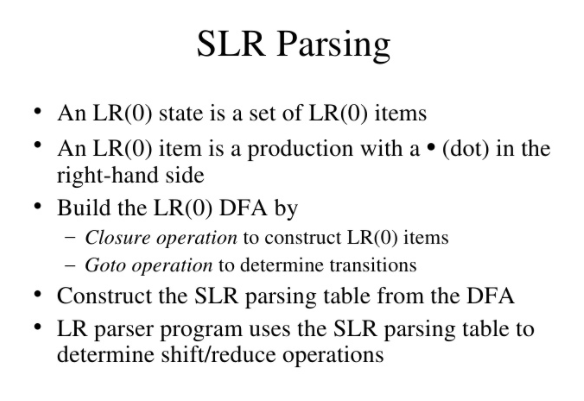 SLR Parsing
• An LR(0) state is a set of LR(0) items
• An LR(0) item is a production with a • (dot) in the
right-hand side
• Build the LR(0) DFA by
– Closure operation to construct LR(0) items
– Goto operation to determine transitions
• Construct the SLR parsing table from the DFA
• LR parser program uses the SLR parsing table to
determine shift/reduce operations